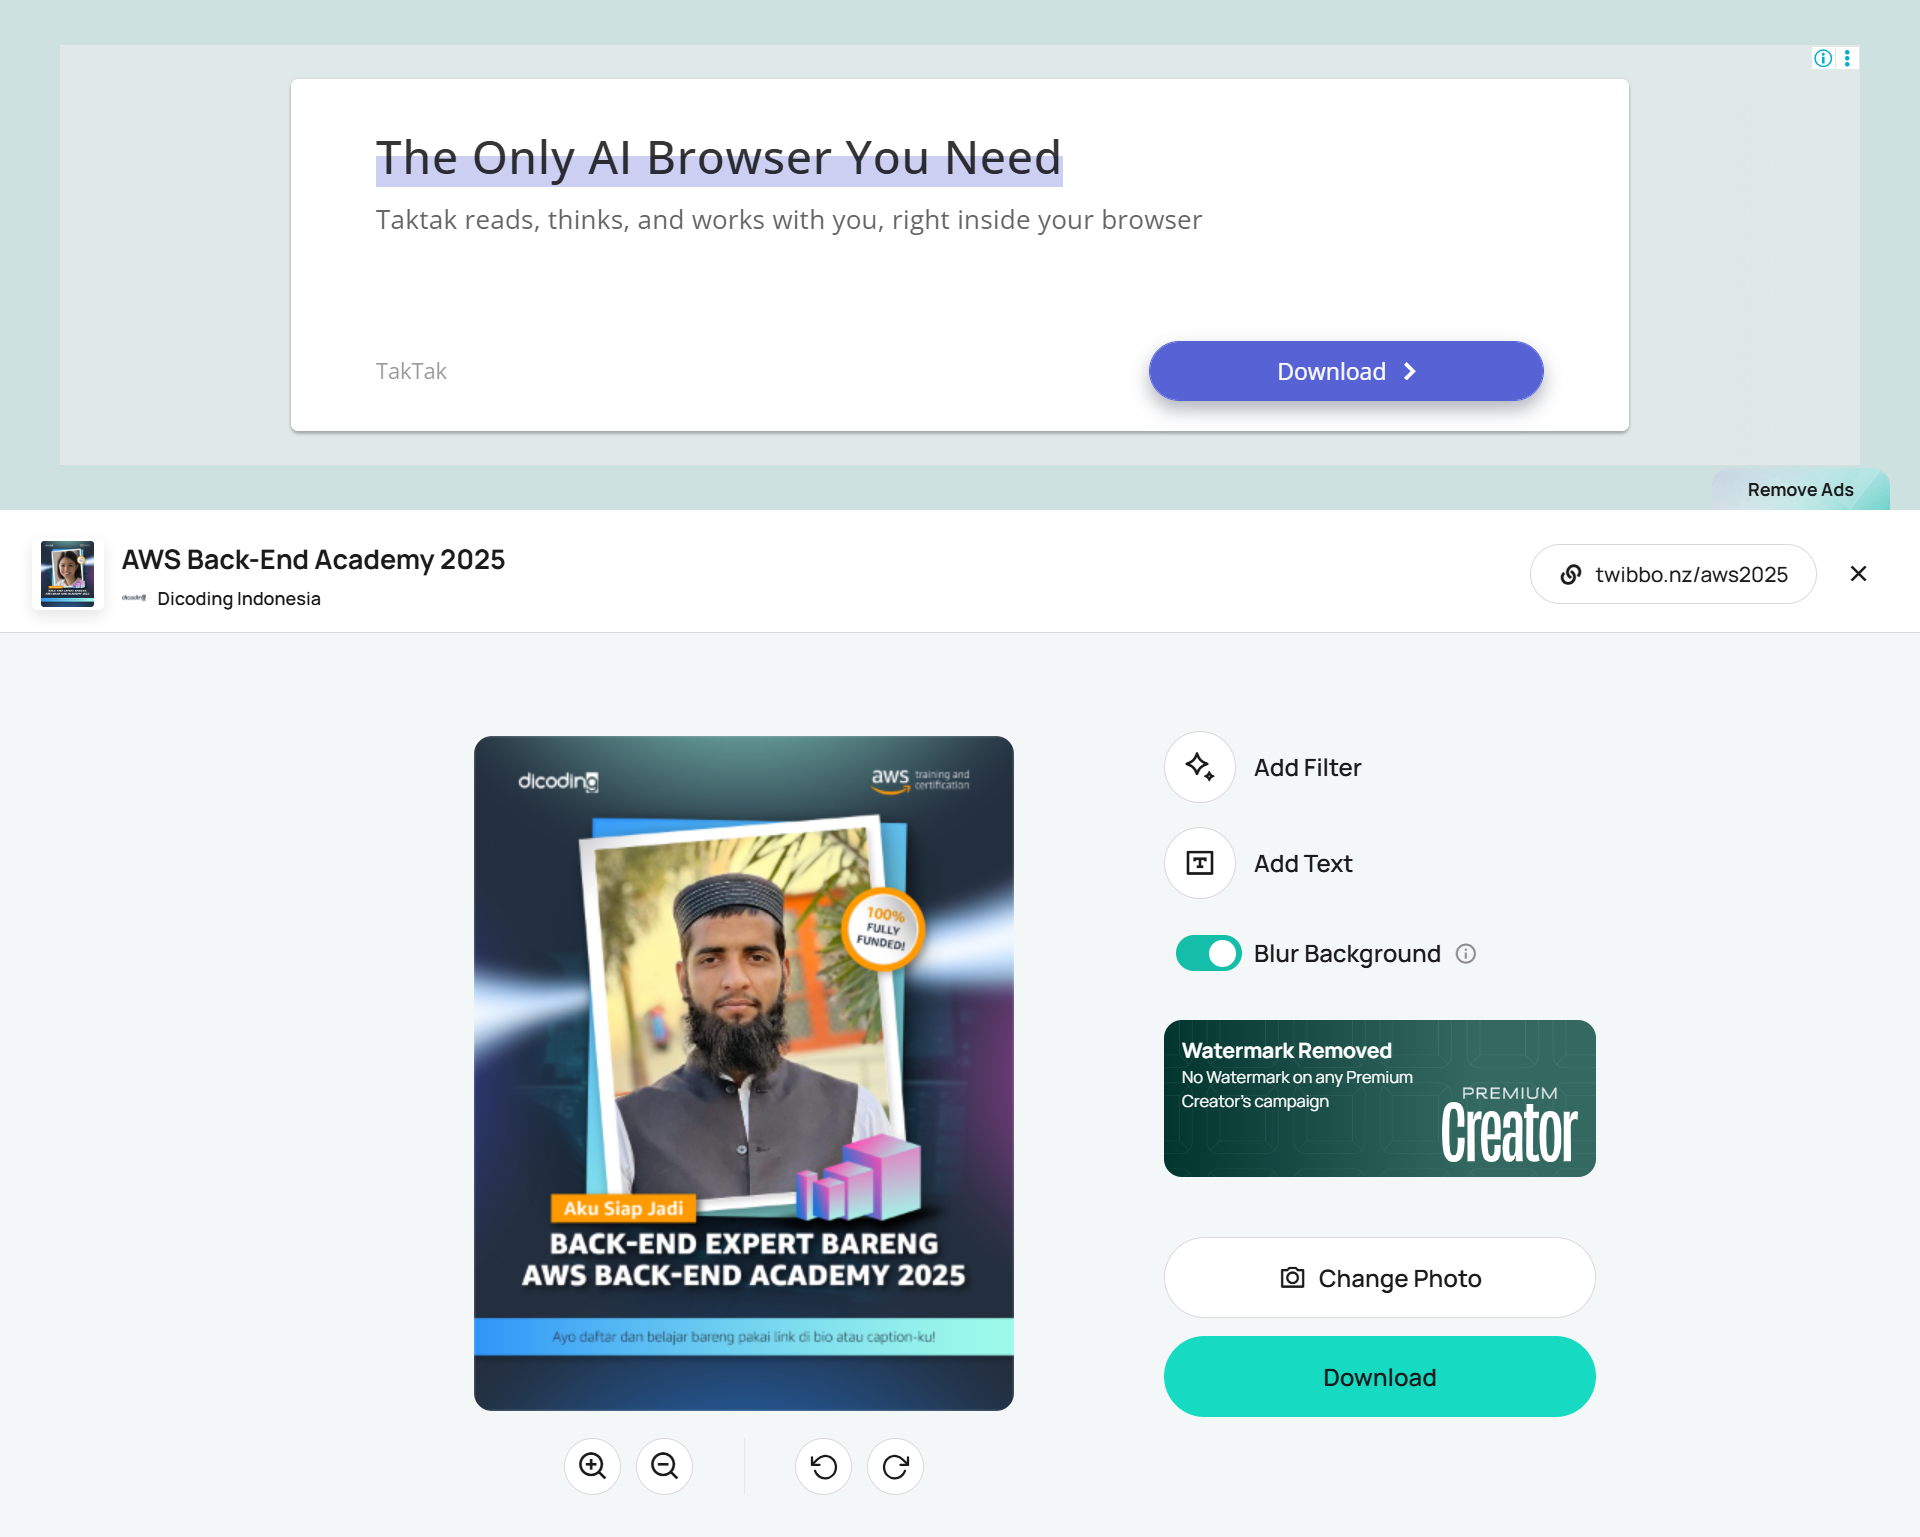 The Only AI Browser You Need
Taktak reads, thinks, and works with you, right inside your browser
TakTak
Download
Remove Ads
AWS Back-End Academy 2025
dicoding
Dicoding Indonesia
twibbo.nz/aws2025
dicoding
aws training and
certification
100%
FULLY
FUNDED!
Aku Siap Jadi
BACK-END EXPERT BARENG
AWS BACK-END ACADEMY 2025
Ayo daftar dan belajar bareng pakai link di bio atau caption-ku!
Add Filter
Add Text
Blur Background
Watermark Removed
No Watermark on any Premium
Creator's campaign
PREMIUM
Creator
Change Photo
Download